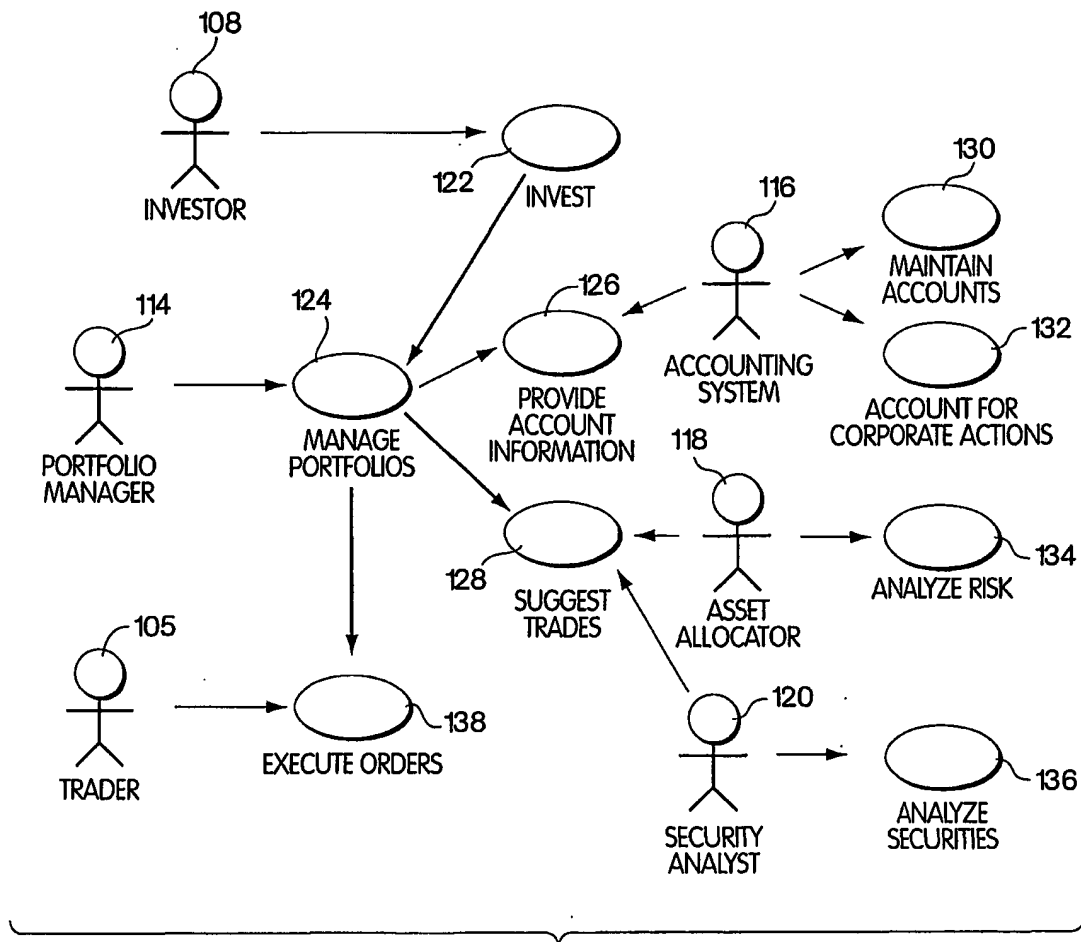 108
INVESTOR
122
INVEST
130
MAINTAIN
ACCOUNTS
116
ACCOUNTING
SYSTEM
132
ACCOUNT FOR
CORPORATE ACTIONS
114
PORTFOLIO
MANAGER
124
MANAGE
PORTFOLIOS
126
PROVIDE
ACCOUNT
INFORMATION
118
ASSET
ALLOCATOR
128
SUGGEST
TRADES
134
ANALYZE RISK
105
TRADER
138
EXECUTE ORDERS
120
SECURITY
ANALYST
136
ANALYZE
SECURITIES